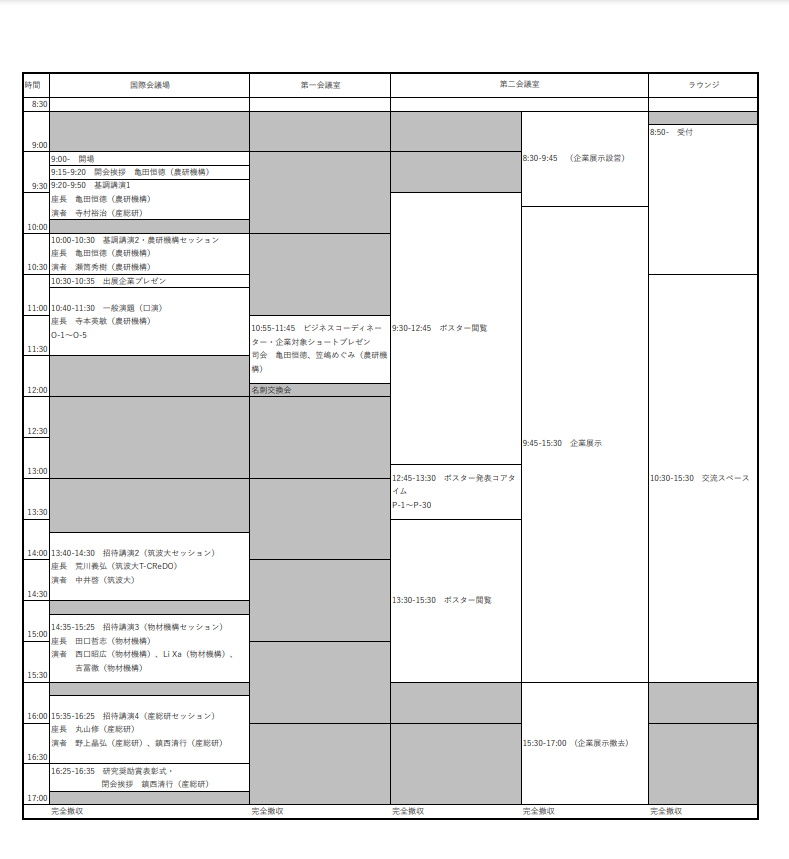 時間 国際会議場 第一会議室 第二会議室 ラウンジ
8:30
9:00
9:30
10:00
10:30
11:00
11:30
12:00
12:30
13:00
13:30
14:00
14:30
15:00
15:30
16:00
16:30
17:00
9:00- 開場
9:15-9:20 開会挨拶 亀田恒徳（農研機構）
9:20-9:50 基調講演1
座長 亀田恒徳（農研機構）
演者 寺村裕治（産総研）
10:00-10:30 基調講演2・農研機構セッション
座長 亀田恒徳（農研機構）
演者 瀬筒秀樹（農研機構）
10:30-10:35 出展企業プレゼン
10:40-11:30 一般演題（口演）
座長 寺本英敏（農研機構）
O-1～O-5
13:40-14:30 招待講演2（筑波大セッション）
座長 荒川義弘（筑波大T-CReDO）
演者 中井啓（筑波大）
14:35-15:25 招待講演3（物材機構セッション）
座長 田口哲志（物材機構）
演者 西口昭広（物材機構）、Li Xa（物材機構）、
吉冨徹（物材機構）
15:35-16:25 招待講演4（産総研セッション）
座長 丸山修（産総研）
演者 野上晶弘（産総研）、鎮西清行（産総研）
16:25-16:35 研究奨励賞表彰式・
閉会挨拶 鎮西清行（産総研）
完全撤収
10:55-11:45 ビジネスコーディネー
ター・企業対象ショートプレゼン
司会 亀田恒徳、笠嶋めぐみ（農研機
構）
名刺交換会
完全撤収
9:30-12:45 ポスター閲覧
12:45-13:30 ポスター発表コアタ
イム
P-1～P-30
13:30-15:30 ポスター閲覧
完全撤収
8:30-9:45 （企業展示設営）
9:45-15:30 企業展示
15:30-17:00 （企業展示撤去）
完全撤収
8:50- 受付
10:30-15:30 交流スペース
完全撤収